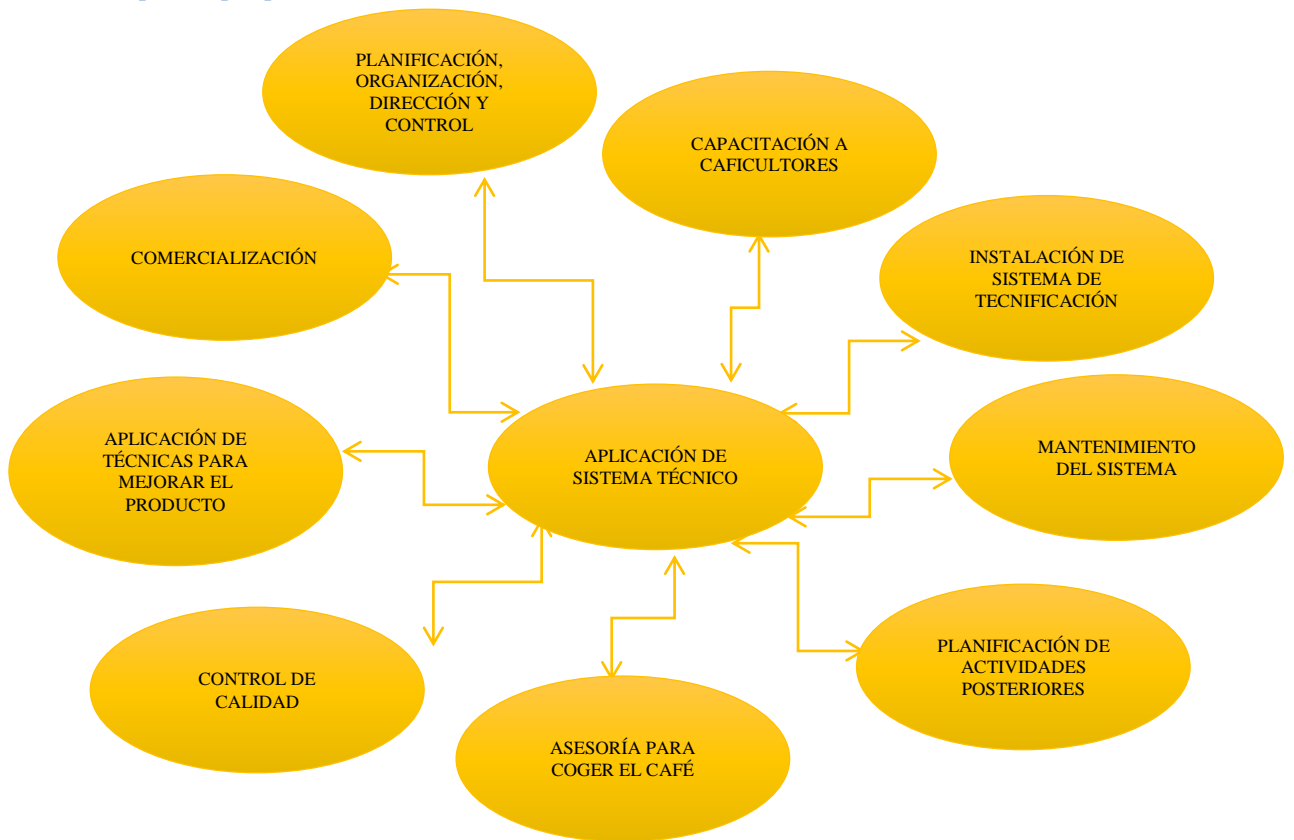 PLANIFICACIÓN,
ORGANIZACIÓN,
DIRECCIÓN Y
CONTROL
CAPACITACIÓN A
CAFICULTORES
COMERCIALIZACIÓN
INSTALACIÓN DE
SISTEMA DE
TECNIFICACIÓN
APLICACIÓN DE
TÉCNICAS PARA
MEJORAR EL
PRODUCTO
APLICACIÓN DE
SISTEMA TÉCNICO
MANTENIMIENTO
DEL SISTEMA
CONTROL DE
CALIDAD
PLANIFICACIÓN DE
ACTIVIDADES
POSTERIORES
ASESORÍA PARA
COGER EL CAFÉ